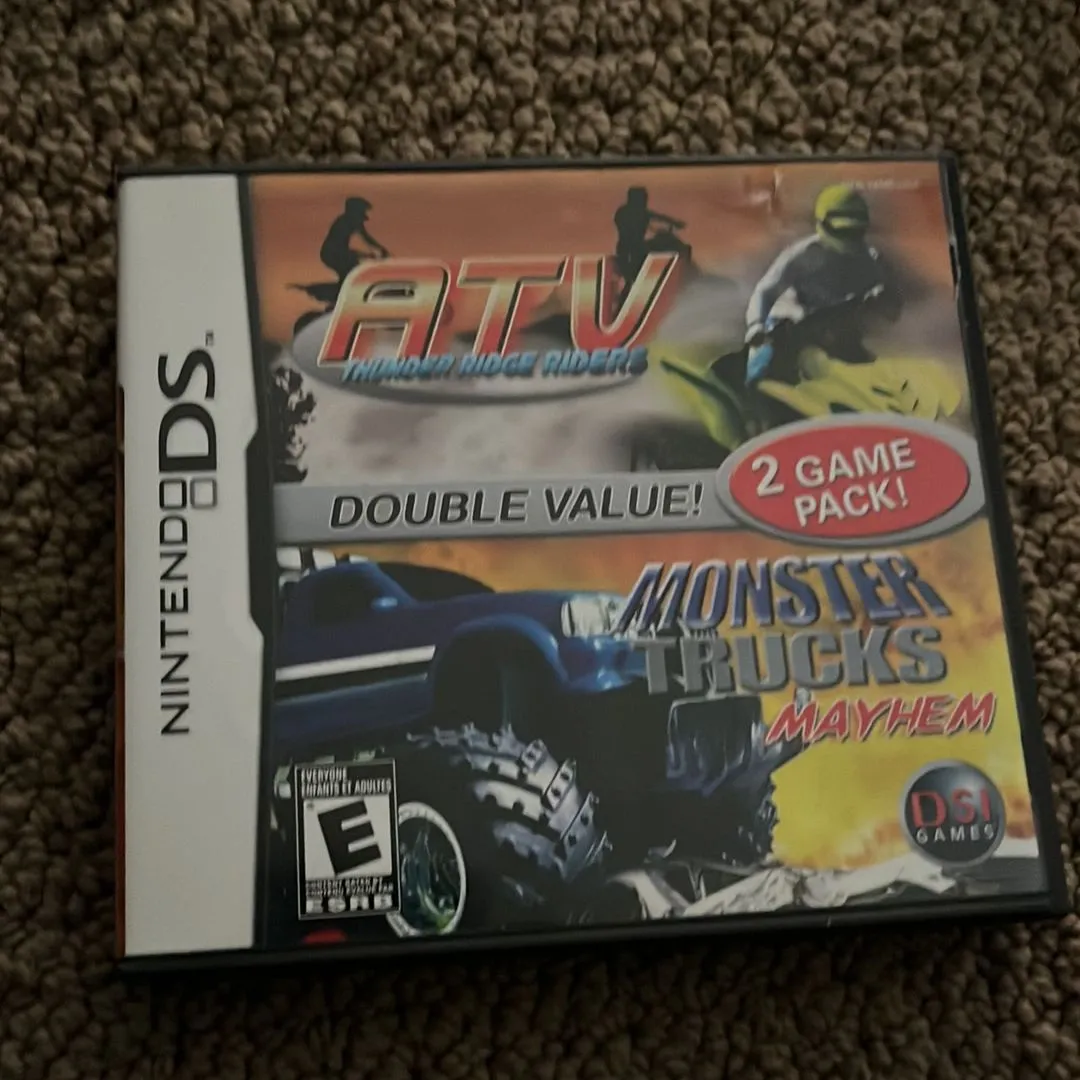 NINTENDO DS™
ATV
THUNDER RIDGE RIDERS
DOUBLE VALUE!
2 GAME
PACK!
MONSTER
TRUCKS
MAYHEM
EVERYONE
ENFANTS ET ADULTES
E
ESRB
DSI
GAMES